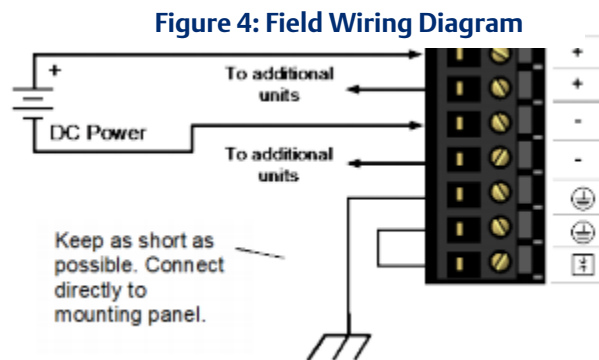 Figure 4: Field Wiring Diagram
+
To additional
units
DC Power
To additional
units
Keep as short as
possible. Connect
directly to
mounting panel.
+
+
-
-